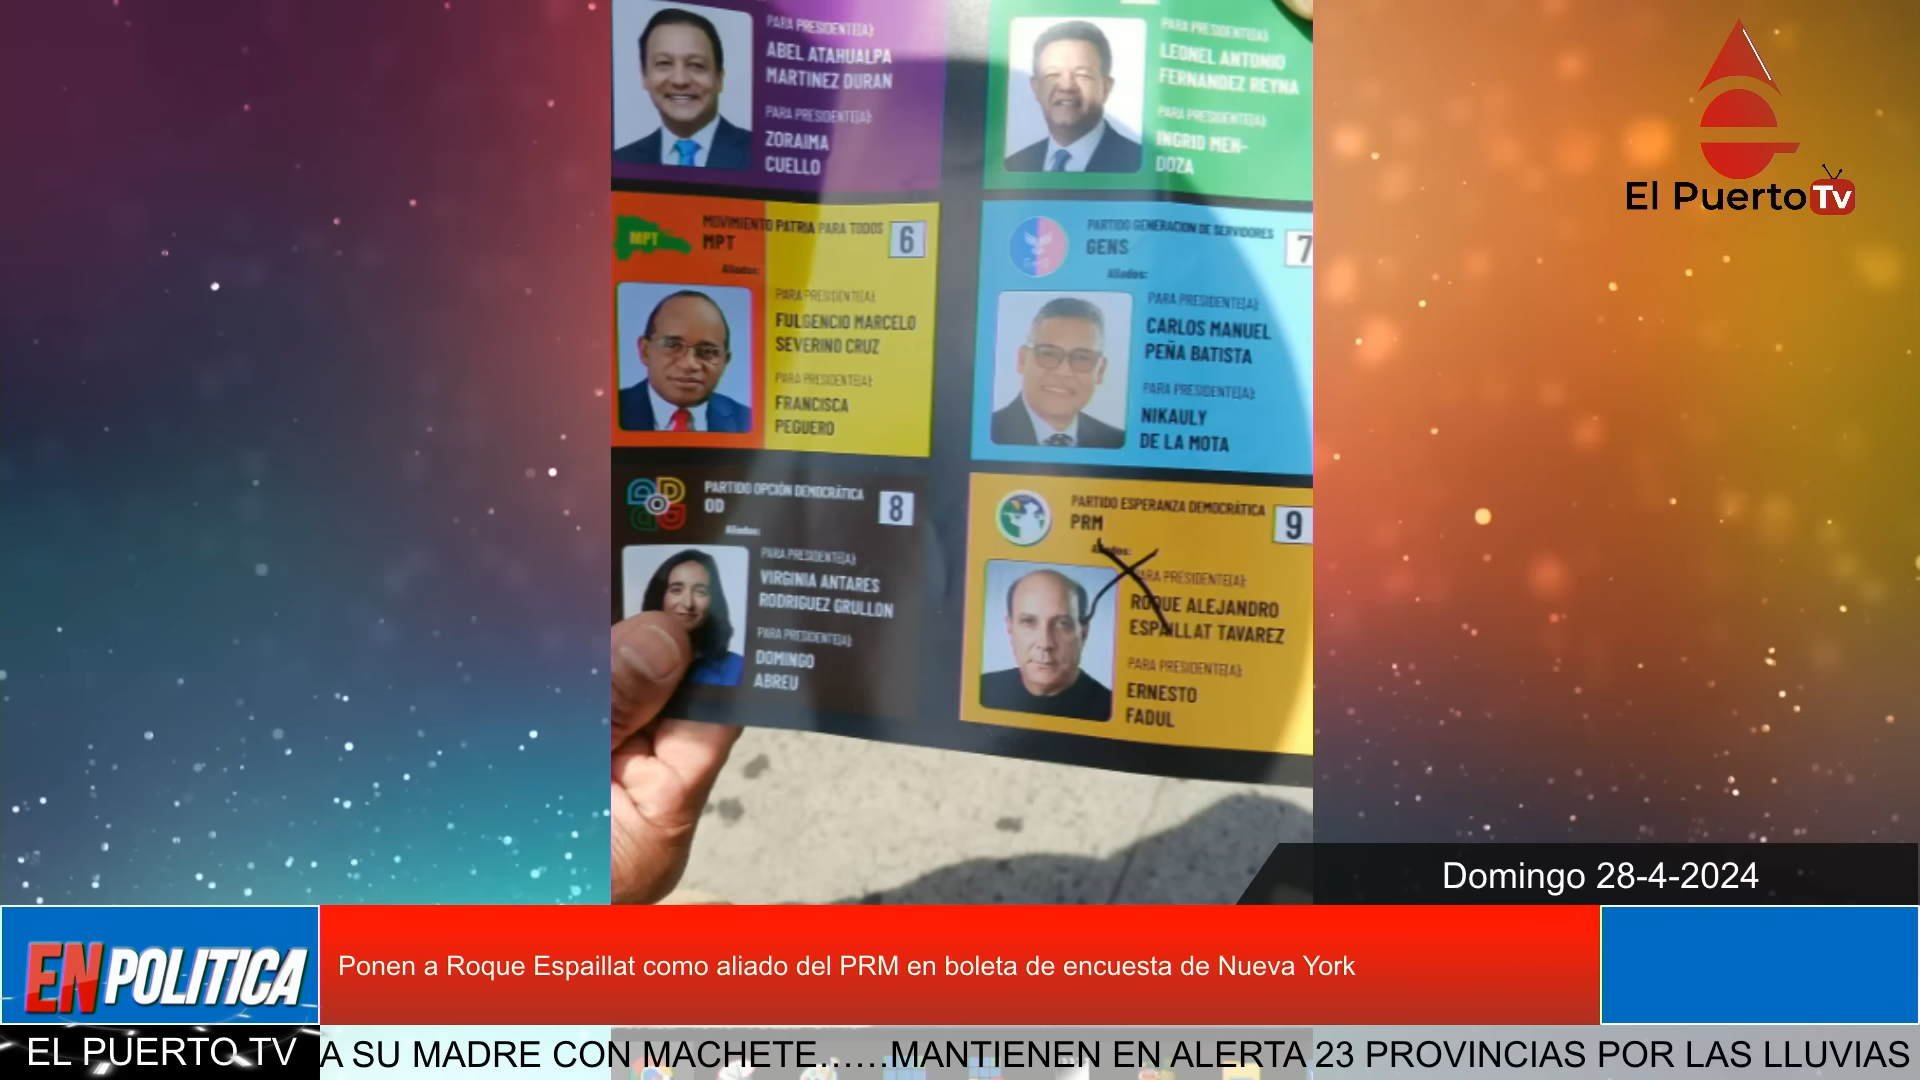 PARA PRESIDENTE(A):
ABEL ATAHUALPA
MARTINEZ DURAN
PARA PRESIDENTE(A):
ZORAIMA
CUELLO
PARA PRESIDENTE(A):
LEONEL ANTONIO
FERNANDEZ REYNA
PARA PRESIDENTE(A):
INGRID MEN-
DOZA
MPT
MOVIMIENTO PATRIA PARA TODOS
MPT
6
Aliados:
PARA PRESIDENTE(A):
FULGENCIO MARCELO
SEVERINO CRUZ
PARA PRESIDENTE(A):
FRANCISCA
PEGUERO
PARTIDO GENERACION DE SERVIDORES
GENS
7
Aliados:
PARA PRESIDENTE(A):
CARLOS MANUEL
PEÑA BATISTA
PARA PRESIDENTE(A):
NIKAULY
DE LA MOTA
PARTIDO OPCIÓN DEMOCRÁTICA
OD
8
Aliados:
PARA PRESIDENTE(A):
VIRGINIA ANTARES
RODRIGUEZ GRULLON
PARA PRESIDENTE(A):
DOMINGO
ABREU
PARTIDO ESPERANZA DEMOCRÁTICA
PRM
9
Aliados:
PARA PRESIDENTE(A):
ROQUE ALEJANDRO
ESPAILLAT TAVAREZ
PARA PRESIDENTE(A):
ERNESTO
FADUL
El Puerto Tv
Domingo 28-4-2024
EN POLITICA
Ponen a Roque Espaillat como aliado del PRM en boleta de encuesta de Nueva York
EL PUERTO TV
A SU MADRE CON MACHETE......MANTIENEN EN ALERTA 23 PROVINCIAS POR LAS LLUVIAS